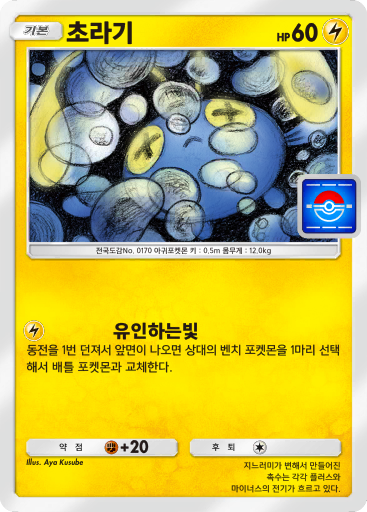 기본 초라기 HP 60
전국도감No. 0170 아귀포켓몬 키 : 0.5m 몸무게 : 12.0kg
유인하는빛
동전을 1번 던져서 앞면이 나오면 상대의 벤치 포켓몬을 1마리 선택
해서 배틀 포켓몬과 교체한다.
약 점 +20 후 퇴
Illus. Aya Kusube
지느러미가 변해서 만들어진
촉수는 각각 플러스와
마이너스의 전기가 흐르고 있다.